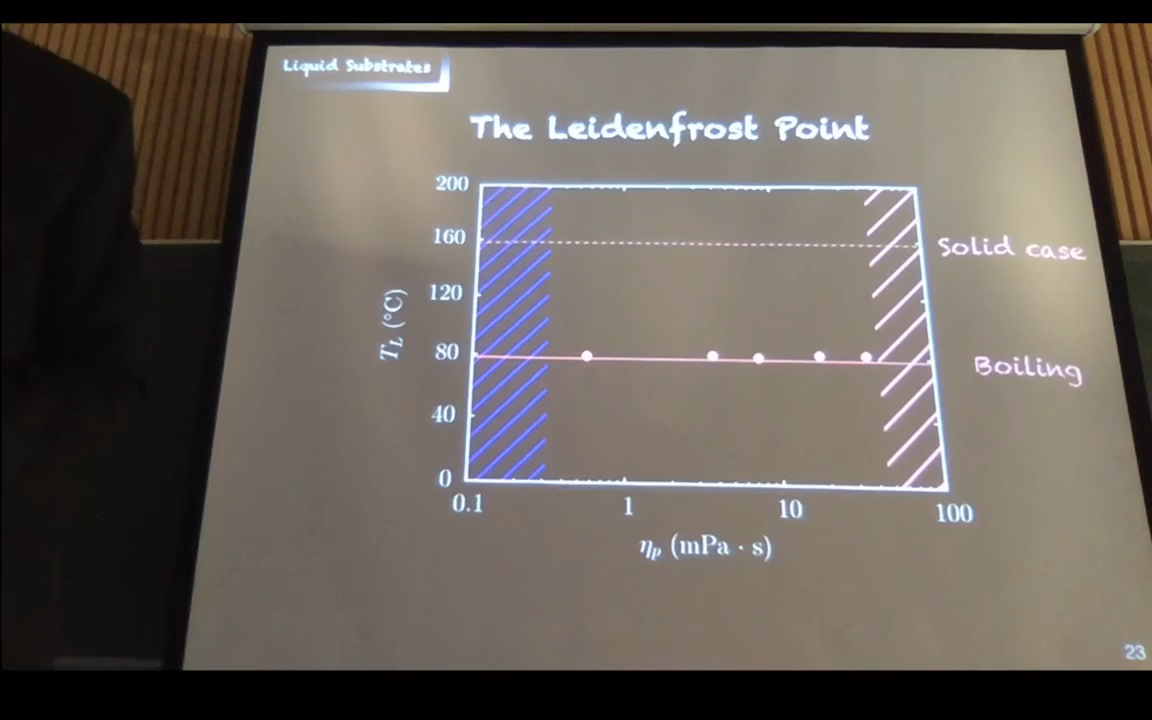 Liquid Substrates
The Leidenfrost Point
200
160
120
80
40
0
T_L (°C)
Solid case
Boiling
0.1
1
10
100
η_p (mPa · s)
23